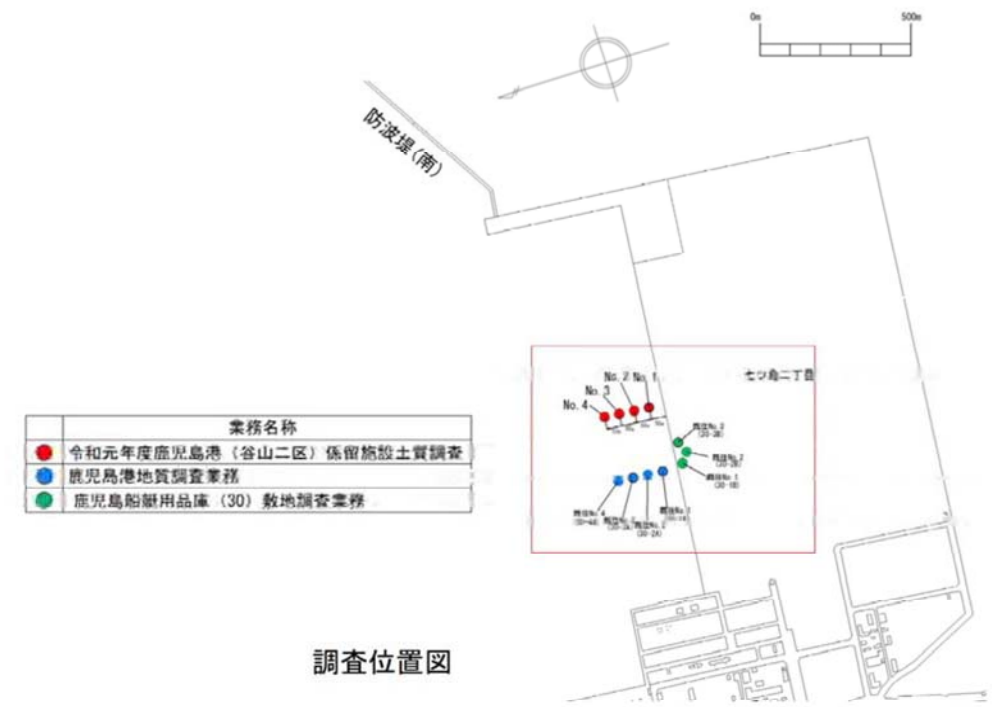 0m 500m
防波堤(南)
七ツ島二丁目
No.2 No.1
No.3
No.4
業務名称
令和元年度鹿児島港（谷山二区）係留施設土質調査
鹿児島港地質調査業務
鹿児島船艇用品庫（30）敷地調査業務
調査位置図